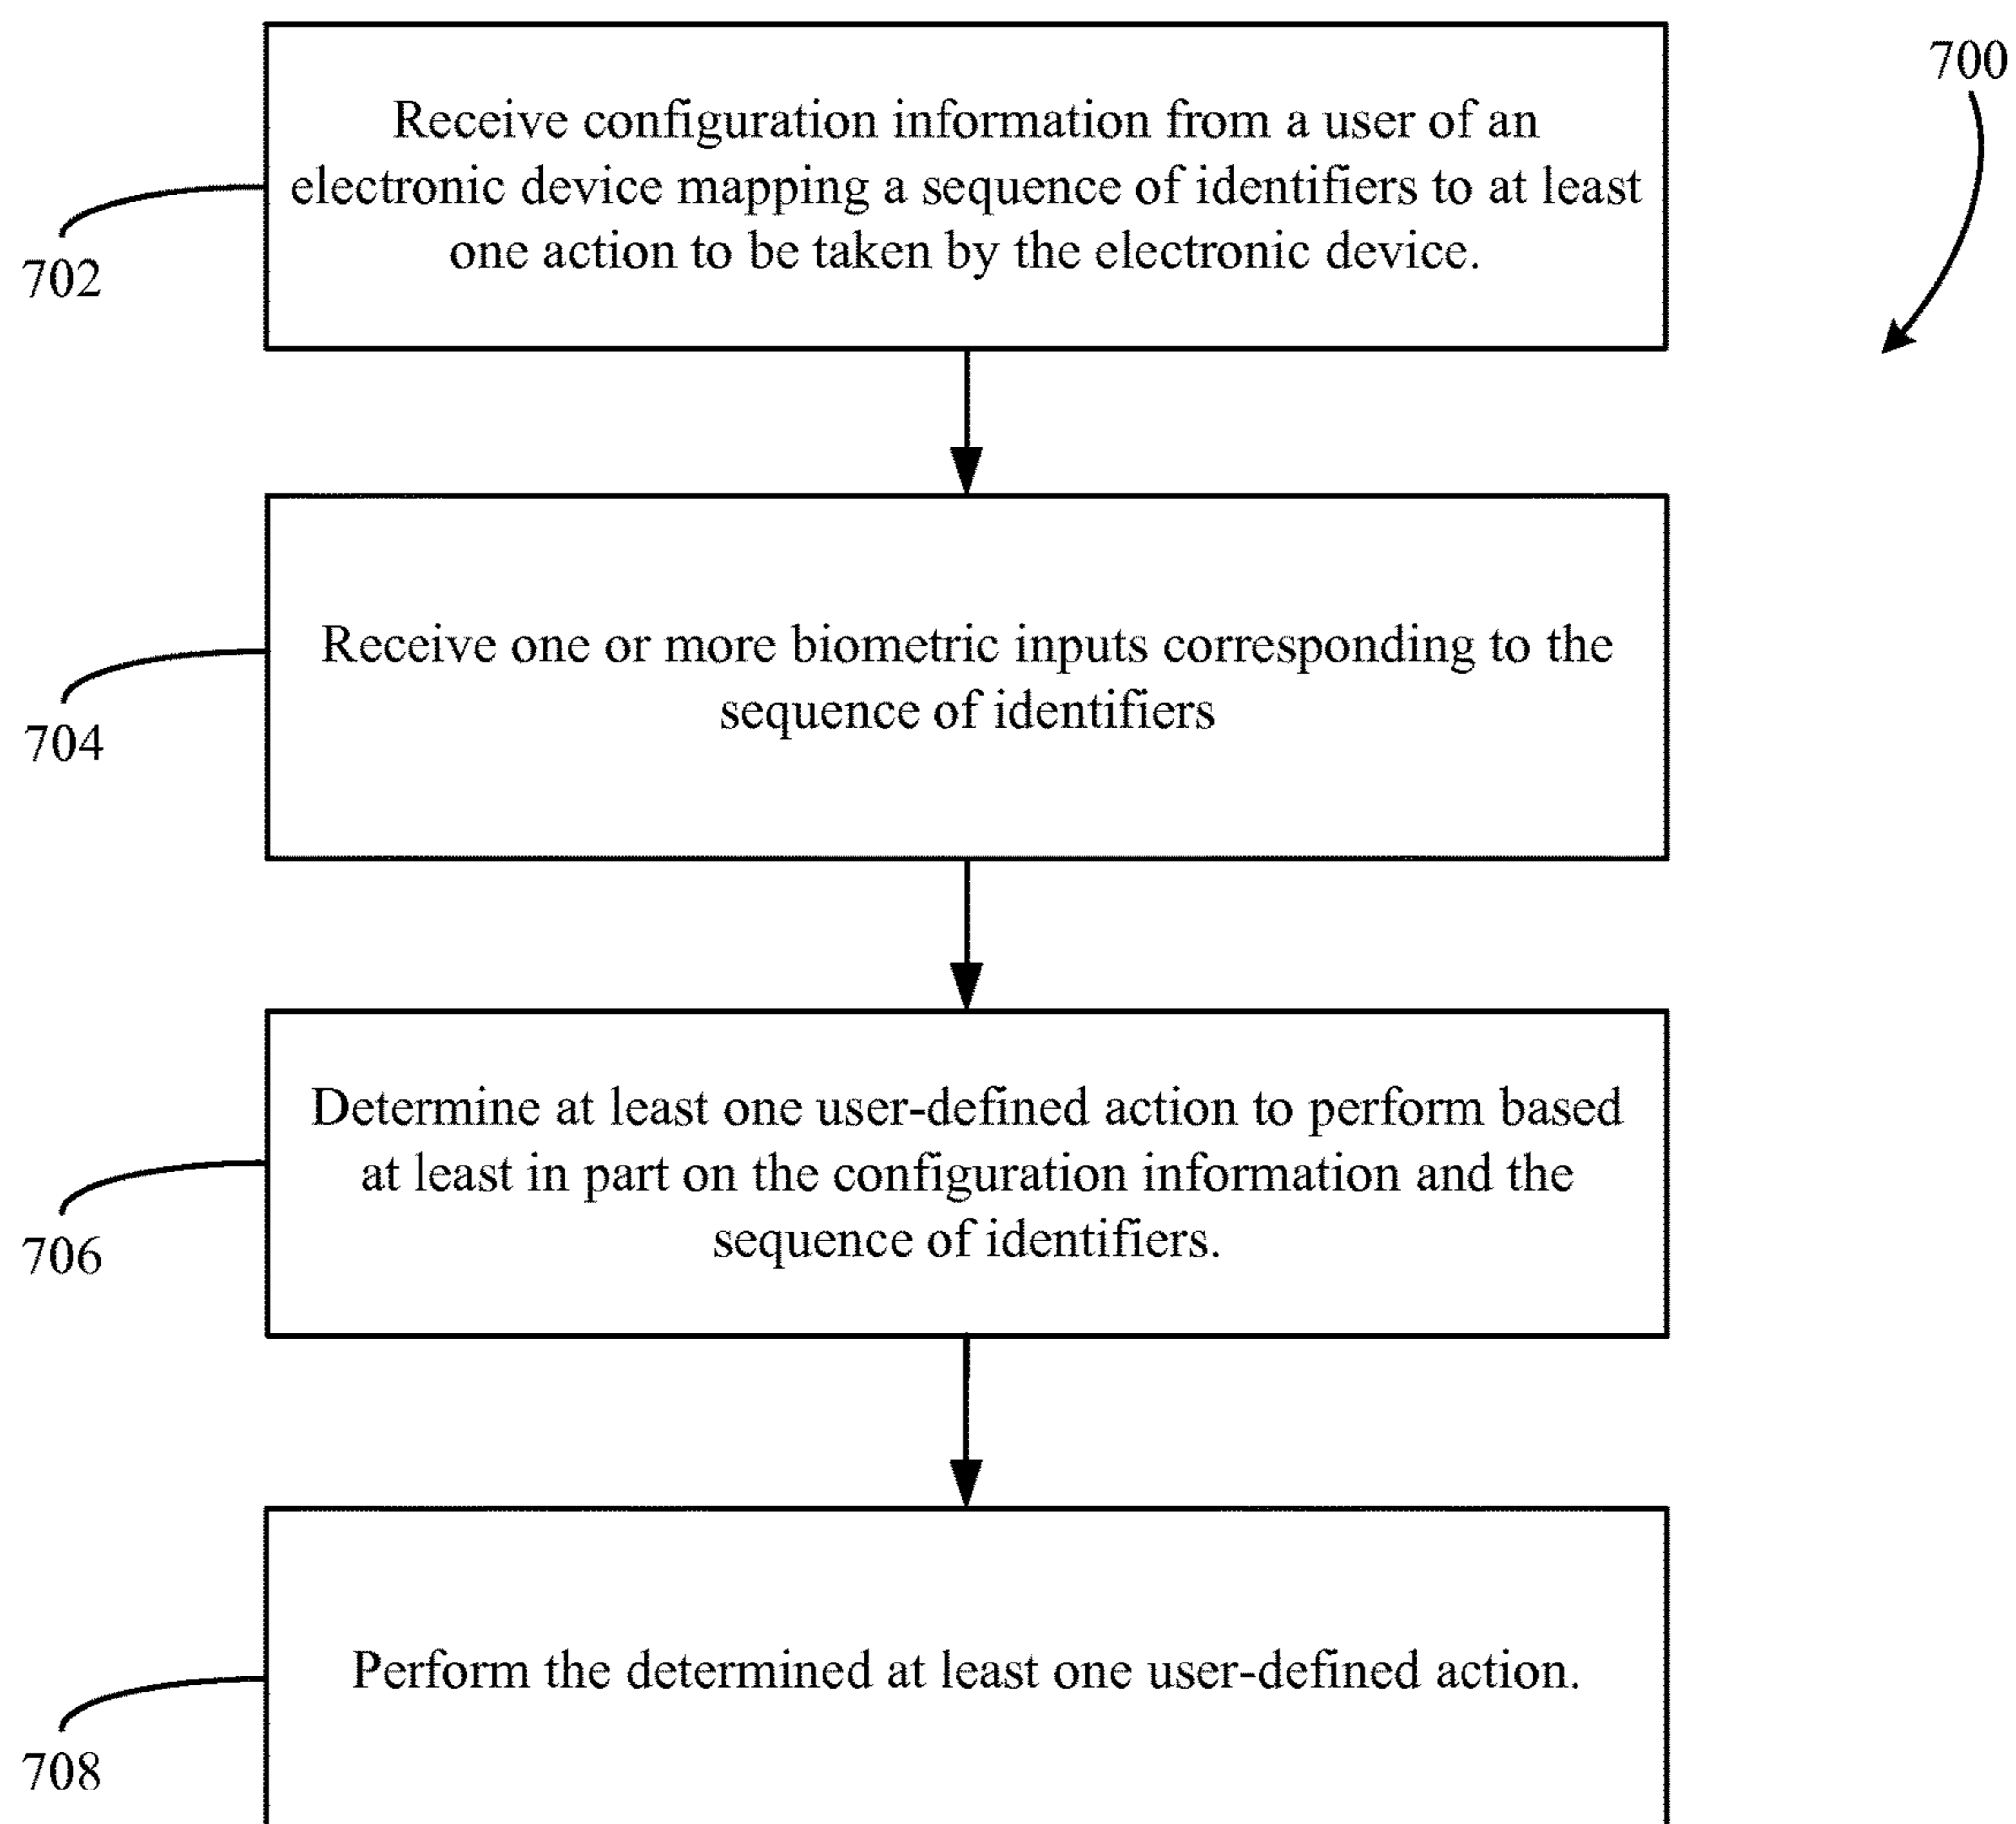 700
Receive configuration information from a user of an
electronic device mapping a sequence of identifiers to at least
one action to be taken by the electronic device.
702
Receive one or more biometric inputs corresponding to the
sequence of identifiers
704
Determine at least one user-defined action to perform based
at least in part on the configuration information and the
sequence of identifiers.
706
Perform the determined at least one user-defined action.
708